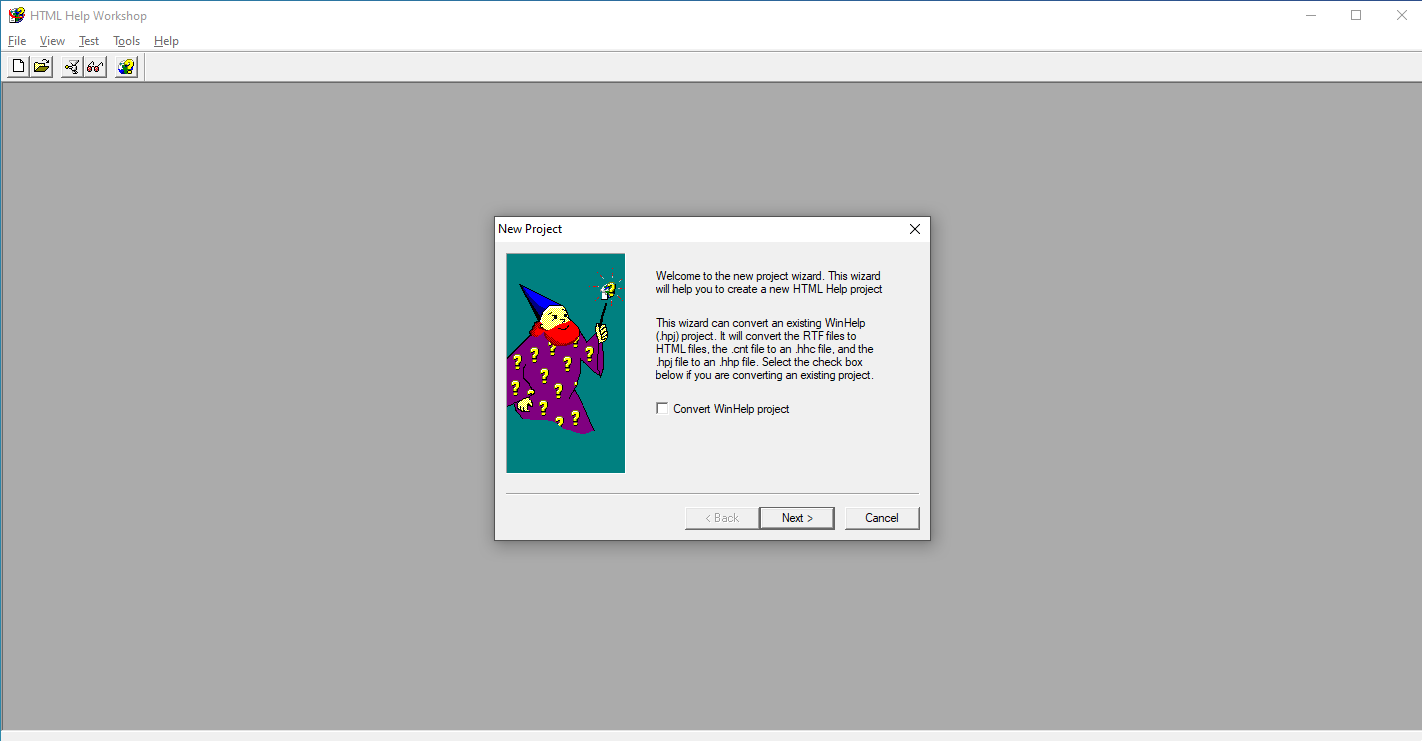 HTML Help Workshop
File View Test Tools Help
New Project
Welcome to the new project wizard. This wizard
will help you to create a new HTML Help project
This wizard can convert an existing WinHelp
(.hpj) project. It will convert the RTF files to
HTML files, the .cnt file to an .hhc file, and the
.hpj file to an .hhp file. Select the check box
below if you are converting an existing project.
Convert WinHelp project
< Back Next > Cancel